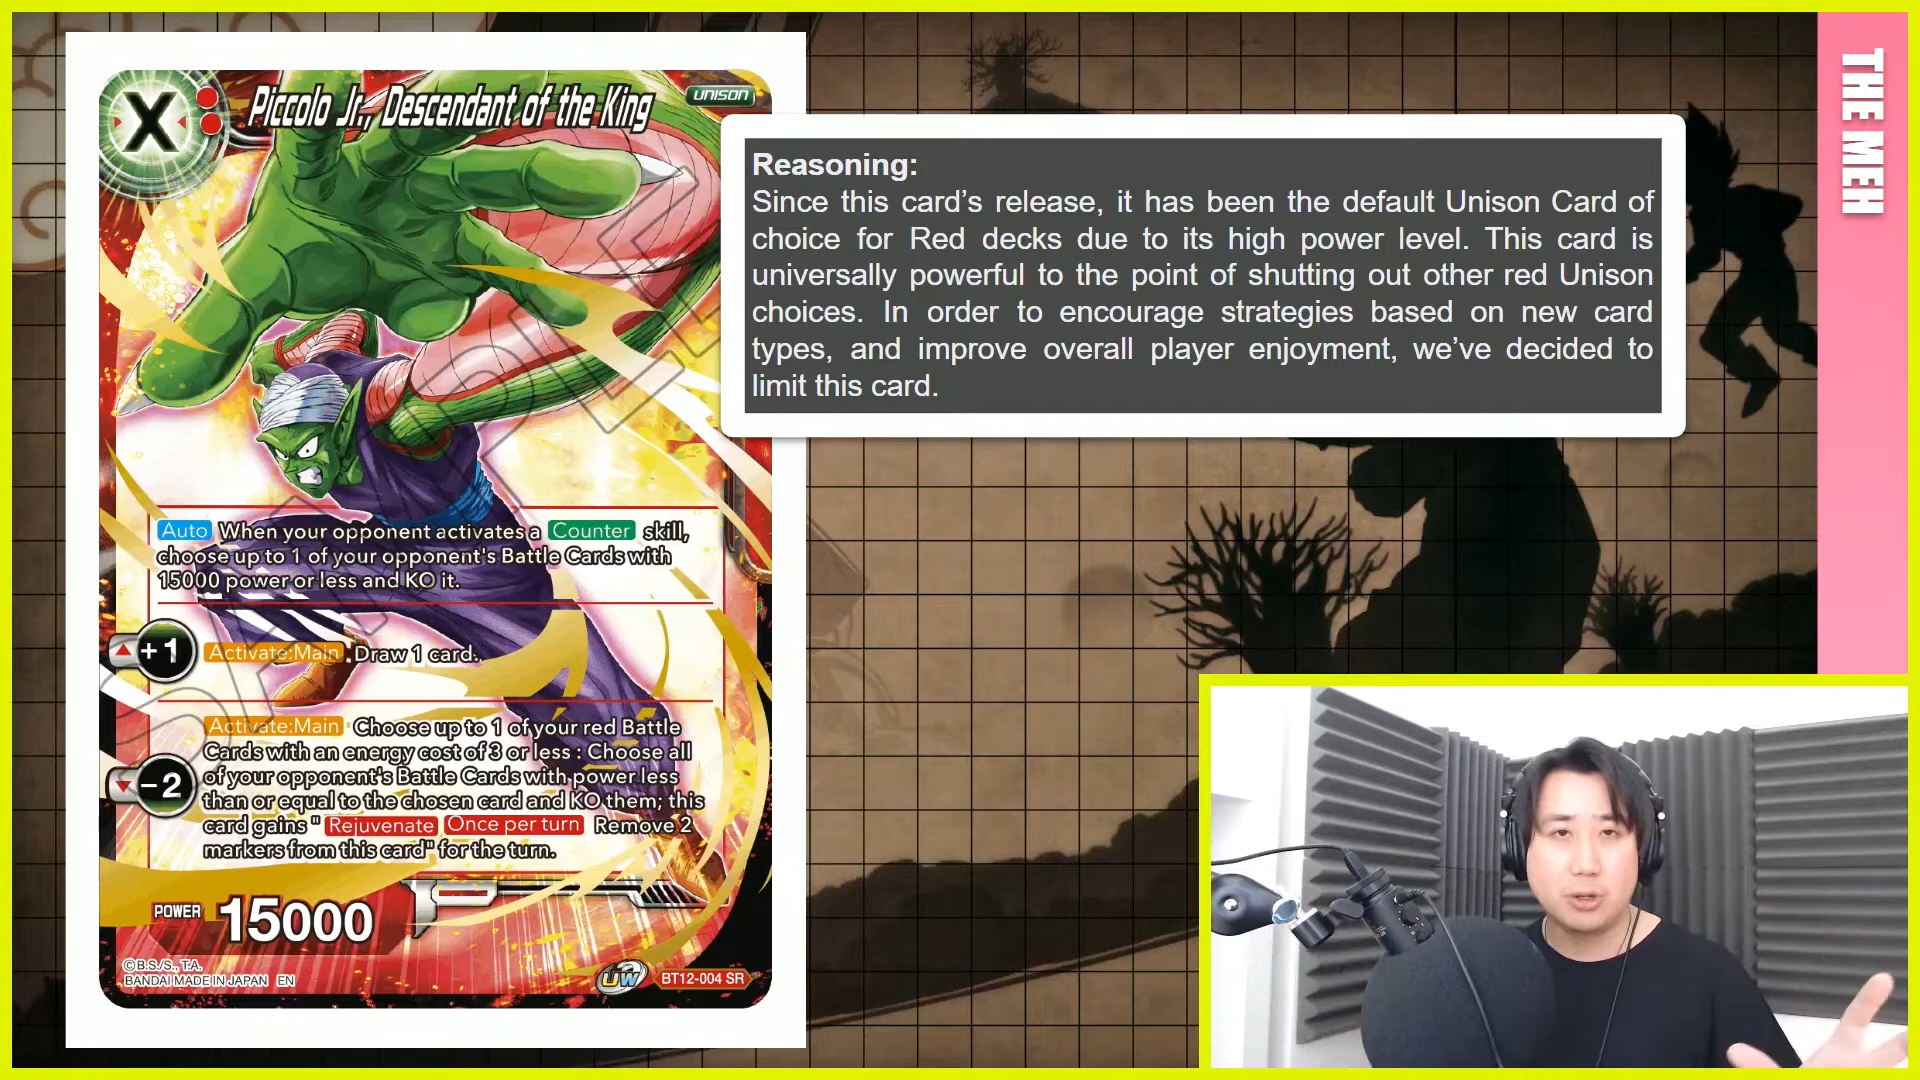 X
Piccolo Jr., Descendant of the King
UNISON
SAMPLE
Auto When your opponent activates a Counter skill,
choose up to 1 of your opponent's Battle Cards with
15000 power or less and KO it.
+1 Activate:Main Draw 1 card.
Activate:Main Choose up to 1 of your red Battle
Cards with an energy cost of 3 or less : Choose all
-2 of your opponent's Battle Cards with power less
than or equal to the chosen card and KO them; this
card gains " Rejuvenate Once per turn Remove 2
markers from this card" for the turn.
POWER 15000
©B.S./S., T.A.
BANDAI MADE IN JAPAN EN
UW
BT12-004 SR
Reasoning:
Since this card’s release, it has been the default Unison Card of
choice for Red decks due to its high power level. This card is
universally powerful to the point of shutting out other red Unison
choices. In order to encourage strategies based on new card
types, and improve overall player enjoyment, we’ve decided to
limit this card.
THE MEH